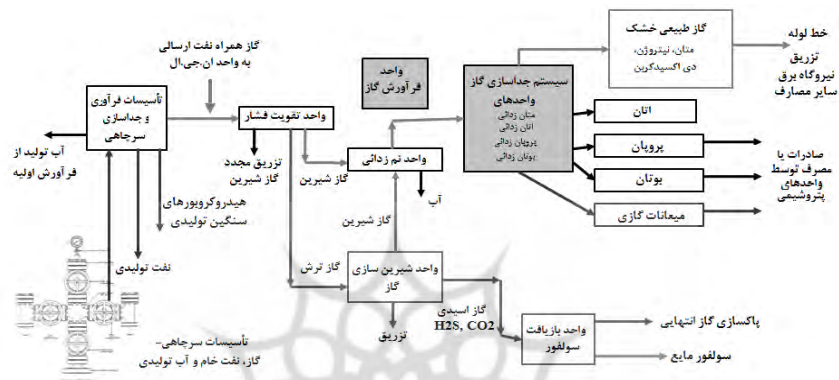 گاز همراه نفت ارسالی
به واحد ان.جی.ال
تأسیسات فرآوری
و جداسازی
سرچاهی
آب تولید از
فرآورش اولیه
هیدروکروبورهای
سنگین تولیدی
نفت تولیدی
تأسیسات سرچاهی-
گاز، نفت خام و آب تولیدی
واحد تقویت فشار
تزریق مجدد
گاز شیرین
گاز شیرین
گاز ترش
واحد نم زدائی
آب
گاز شیرین
واحد شیرین سازی
گاز
تزریق
گاز اسیدی
H2S, CO2
واحد بازیافت
سولفور
پاکسازی گاز انتهایی
سولفور مایع
واحد
فرآورش گاز
سیستم جداسازی گاز
واحدهای
متان زدائی
اتان زدائی
پروپان زدائی
بوتان زدائی
گاز طبیعی خشک
متان، نیتروژن،
دی اکسیدکربن
خط لوله
تزریق
نیروگاه برق
سایر مصارف
اتان
پروپان
بوتان
میعانات گازی
صادرات یا
مصرف توسط
واحدهای
پتروشیمی